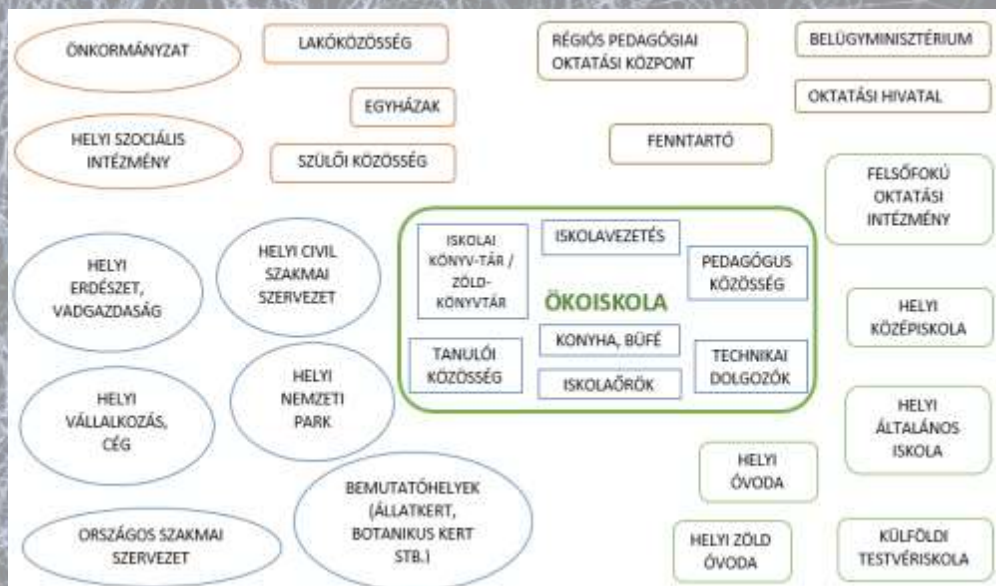 ÖNKORMÁNYZAT
LAKÓKÖZÖSSÉG
RÉGIÓS PEDAGÓGIAI
OKTATÁSI KÖZPONT
BELÜGYMINISZTÉRIUM
EGYHÁZAK
OKTATÁSI HIVATAL
HELYI SZOCIÁLIS
INTÉZMÉNY
SZÜLŐI KÖZÖSSÉG
FENNTARTÓ
FELSŐFOKÚ
OKTATÁSI
INTÉZMÉNY
HELYI
ERDÉSZET,
VADGAZDASÁG
HELYI CIVIL
SZAKMAI
SZERVEZET
ISKOLAI
KÖNYV-TÁR /
ZÖLD-
KÖNYVTÁR
ISKOLAVEZETÉS
PEDAGÓGUS
KÖZÖSSÉG
ÖKOISKOLA
TANULÓI
KÖZÖSSÉG
KONYHA, BÜFÉ
ISKOLAŐRÖK
TECHNIKAI
DOLGOZÓK
HELYI
KÖZÉPISKOLA
HELYI
VÁLLALKOZÁS,
CÉG
HELYI
NEMZETI
PARK
HELYI
ÁLTALÁNOS
ISKOLA
HELYI
ÓVODA
ORSZÁGOS SZAKMAI
SZERVEZET
BEMUTATÓHELYEK
(ÁLLATKERT,
BOTANIKUS KERT
STB.)
HELYI ZÖLD
ÓVODA
KÜLFÖLDI
TESTVÉRISKOLA